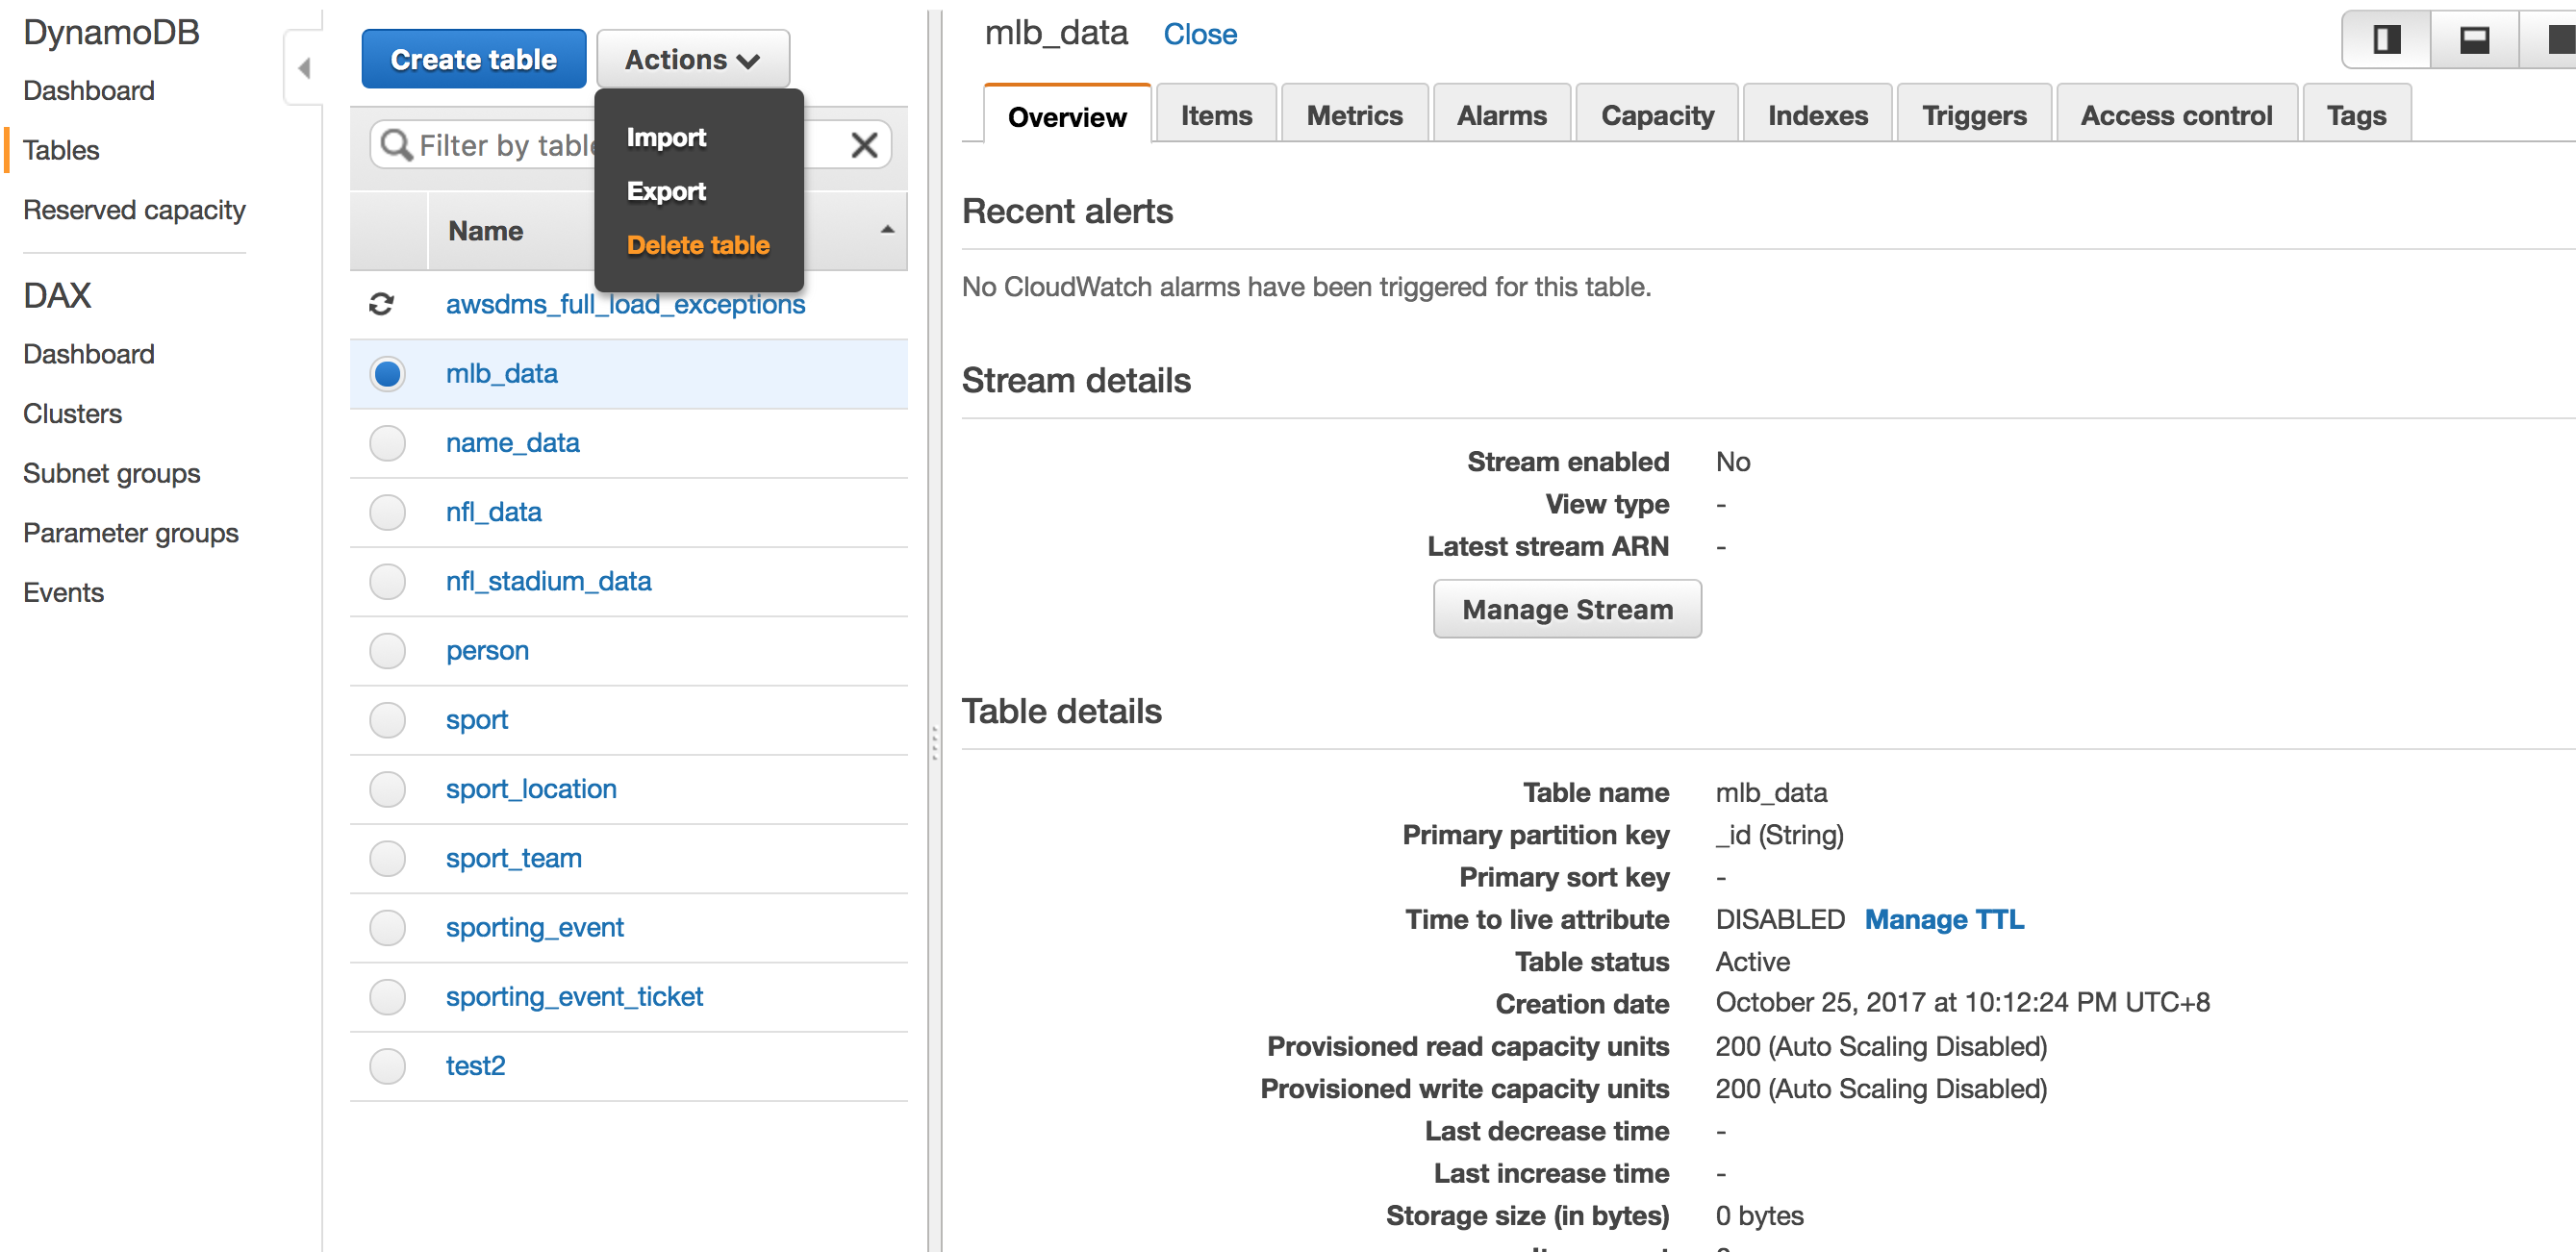 DynamoDB
Dashboard
Tables
Reserved capacity
DAX
Dashboard
Clusters
Subnet groups
Parameter groups
Events
Create table
Actions
Import
Export
Delete table
Filter by
Name
awsdms_full_load_exceptions
mlb_data
name_data
nfl_data
nfl_stadium_data
person
sport
sport_location
sport_team
sporting_event
sporting_event_ticket
test2
mlb_data Close
Overview Items Metrics Alarms Capacity Indexes Triggers Access control Tags
Recent alerts
No CloudWatch alarms have been triggered for this table.
Stream details
Stream enabled No
View type -
Latest stream ARN -
Manage Stream
Table details
Table name mlb_data
Primary partition key _id (String)
Primary sort key -
Time to live attribute DISABLED Manage TTL
Table status Active
Creation date October 25, 2017 at 10:12:24 PM UTC+8
Provisioned read capacity units 200 (Auto Scaling Disabled)
Provisioned write capacity units 200 (Auto Scaling Disabled)
Last decrease time -
Last increase time -
Storage size (in bytes) 0 bytes